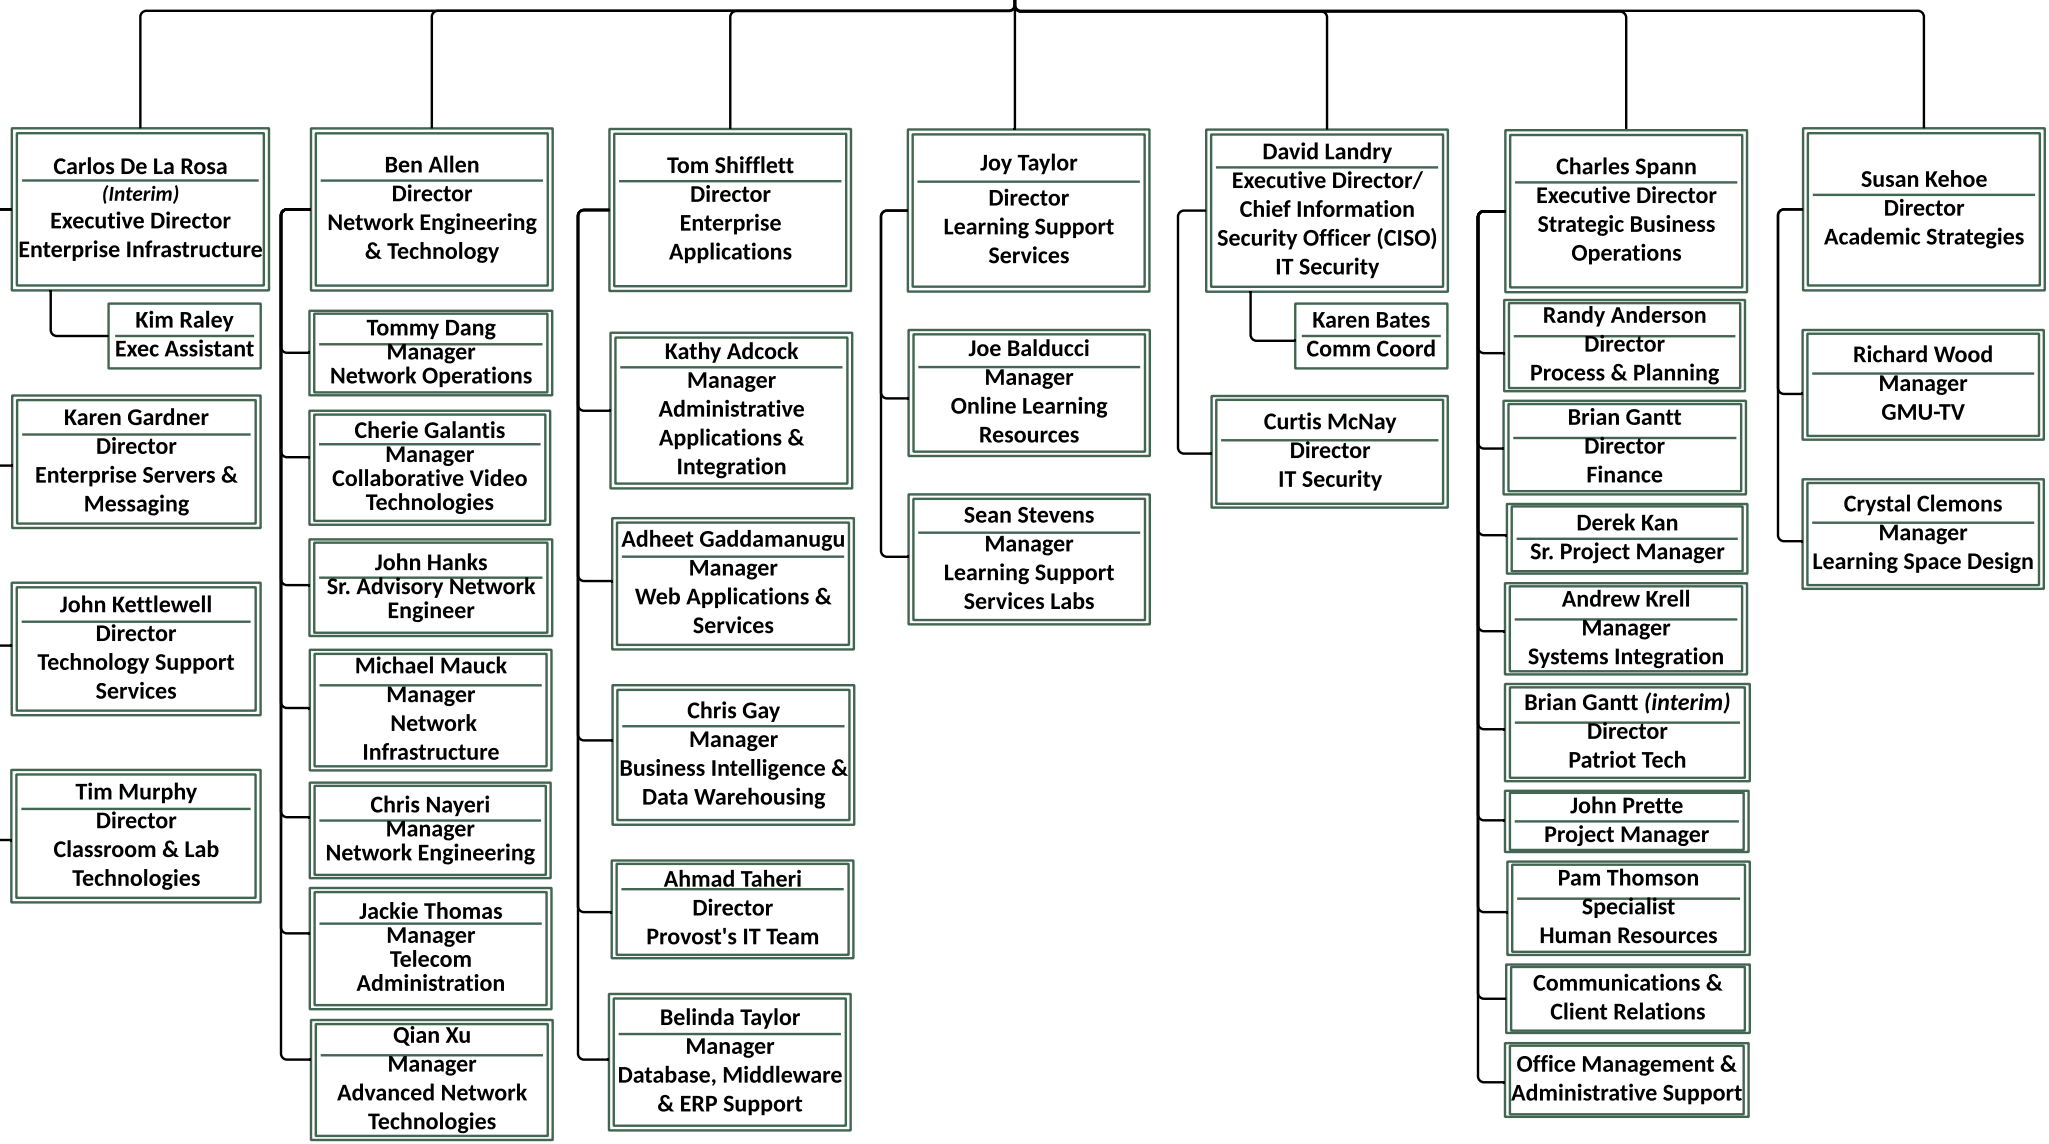 Carlos De La Rosa
(Interim)
Executive Director
Enterprise Infrastructure
Kim Raley
Exec Assistant
Karen Gardner
Director
Enterprise Servers &
Messaging
John Kettlewell
Director
Technology Support
Services
Tim Murphy
Director
Classroom & Lab
Technologies
Ben Allen
Director
Network Engineering
& Technology
Tommy Dang
Manager
Network Operations
Cherie Galantis
Manager
Collaborative Video
Technologies
John Hanks
Sr. Advisory Network
Engineer
Michael Mauck
Manager
Network
Infrastructure
Chris Nayeri
Manager
Network Engineering
Jackie Thomas
Manager
Telecom
Administration
Qian Xu
Manager
Advanced Network
Technologies
Tom Shifflett
Director
Enterprise
Applications
Kathy Adcock
Manager
Administrative
Applications &
Integration
Adheet Gaddamanugu
Manager
Web Applications &
Services
Chris Gay
Manager
Business Intelligence &
Data Warehousing
Ahmad Taheri
Director
Provost's IT Team
Belinda Taylor
Manager
Database, Middleware
& ERP Support
Joy Taylor
Director
Learning Support
Services
Joe Balducci
Manager
Online Learning
Resources
Sean Stevens
Manager
Learning Support
Services Labs
David Landry
Executive Director/
Chief Information
Security Officer (CISO)
IT Security
Karen Bates
Comm Coord
Curtis McNay
Director
IT Security
Charles Spann
Executive Director
Strategic Business
Operations
Randy Anderson
Director
Process & Planning
Brian Gantt
Director
Finance
Derek Kan
Sr. Project Manager
Andrew Krell
Manager
Systems Integration
Brian Gantt (interim)
Director
Patriot Tech
John Prette
Project Manager
Pam Thomson
Specialist
Human Resources
Communications &
Client Relations
Office Management &
Administrative Support
Susan Kehoe
Director
Academic Strategies
Richard Wood
Manager
GMU-TV
Crystal Clemons
Manager
Learning Space Design